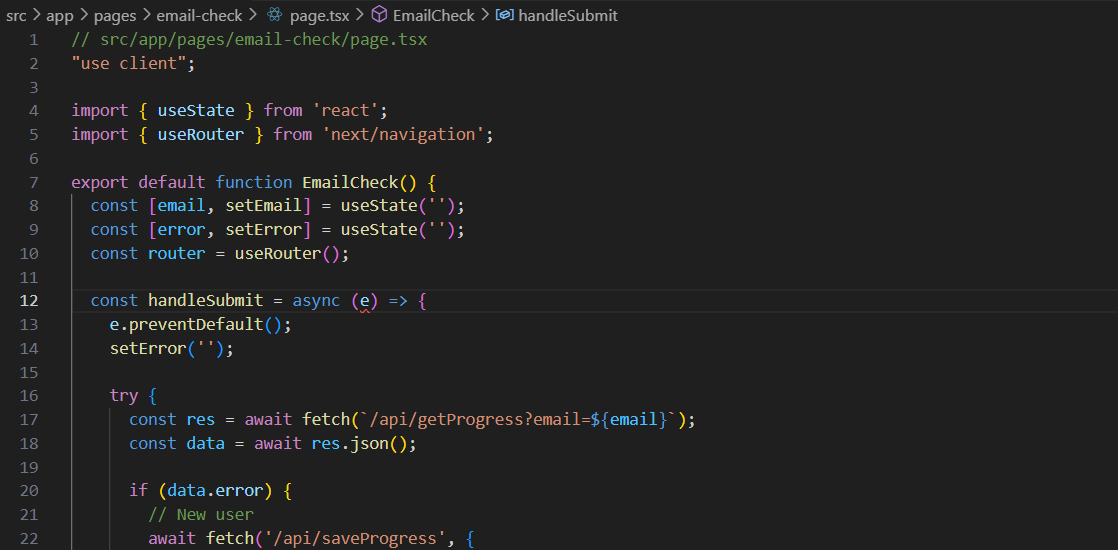 src > app > pages > email-check > page.tsx > EmailCheck > handleSubmit
1 // src/app/pages/email-check/page.tsx
2 "use client";
3
4 import { useState } from 'react';
5 import { useRouter } from 'next/navigation';
6
7 export default function EmailCheck() {
8   const [email, setEmail] = useState('');
9   const [error, setError] = useState('');
10   const router = useRouter();
11
12   const handleSubmit = async (e) => {
13     e.preventDefault();
14     setError('');
15
16     try {
17       const res = await fetch(`/api/getProgress?email=${email}`);
18       const data = await res.json();
19
20       if (data.error) {
21         // New user
22         await fetch('/api/saveProgress', {